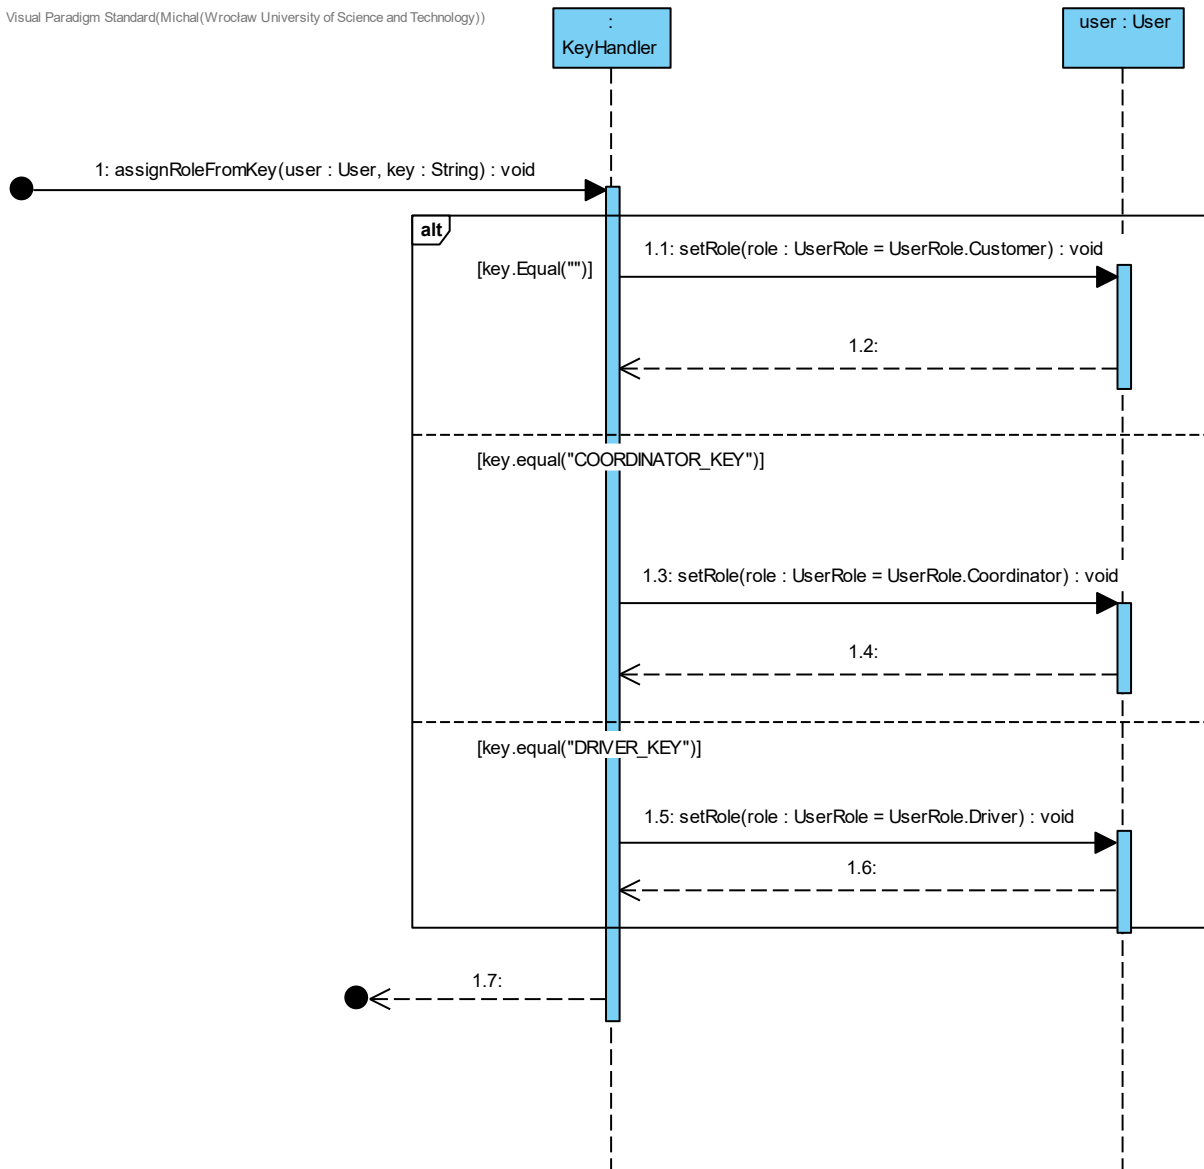 Visual Paradigm Standard(Michal(Wrocław University of Science and Technology))
:
KeyHandler
user : User
1: assignRoleFromKey(user : User, key : String) : void
alt
1.1: setRole(role : UserRole = UserRole.Customer) : void
[key.Equal("")]
1.2:
[key.equal("COORDINATOR_KEY")]
1.3: setRole(role : UserRole = UserRole.Coordinator) : void
1.4:
[key.equal("DRIVER_KEY")]
1.5: setRole(role : UserRole = UserRole.Driver) : void
1.6:
1.7: